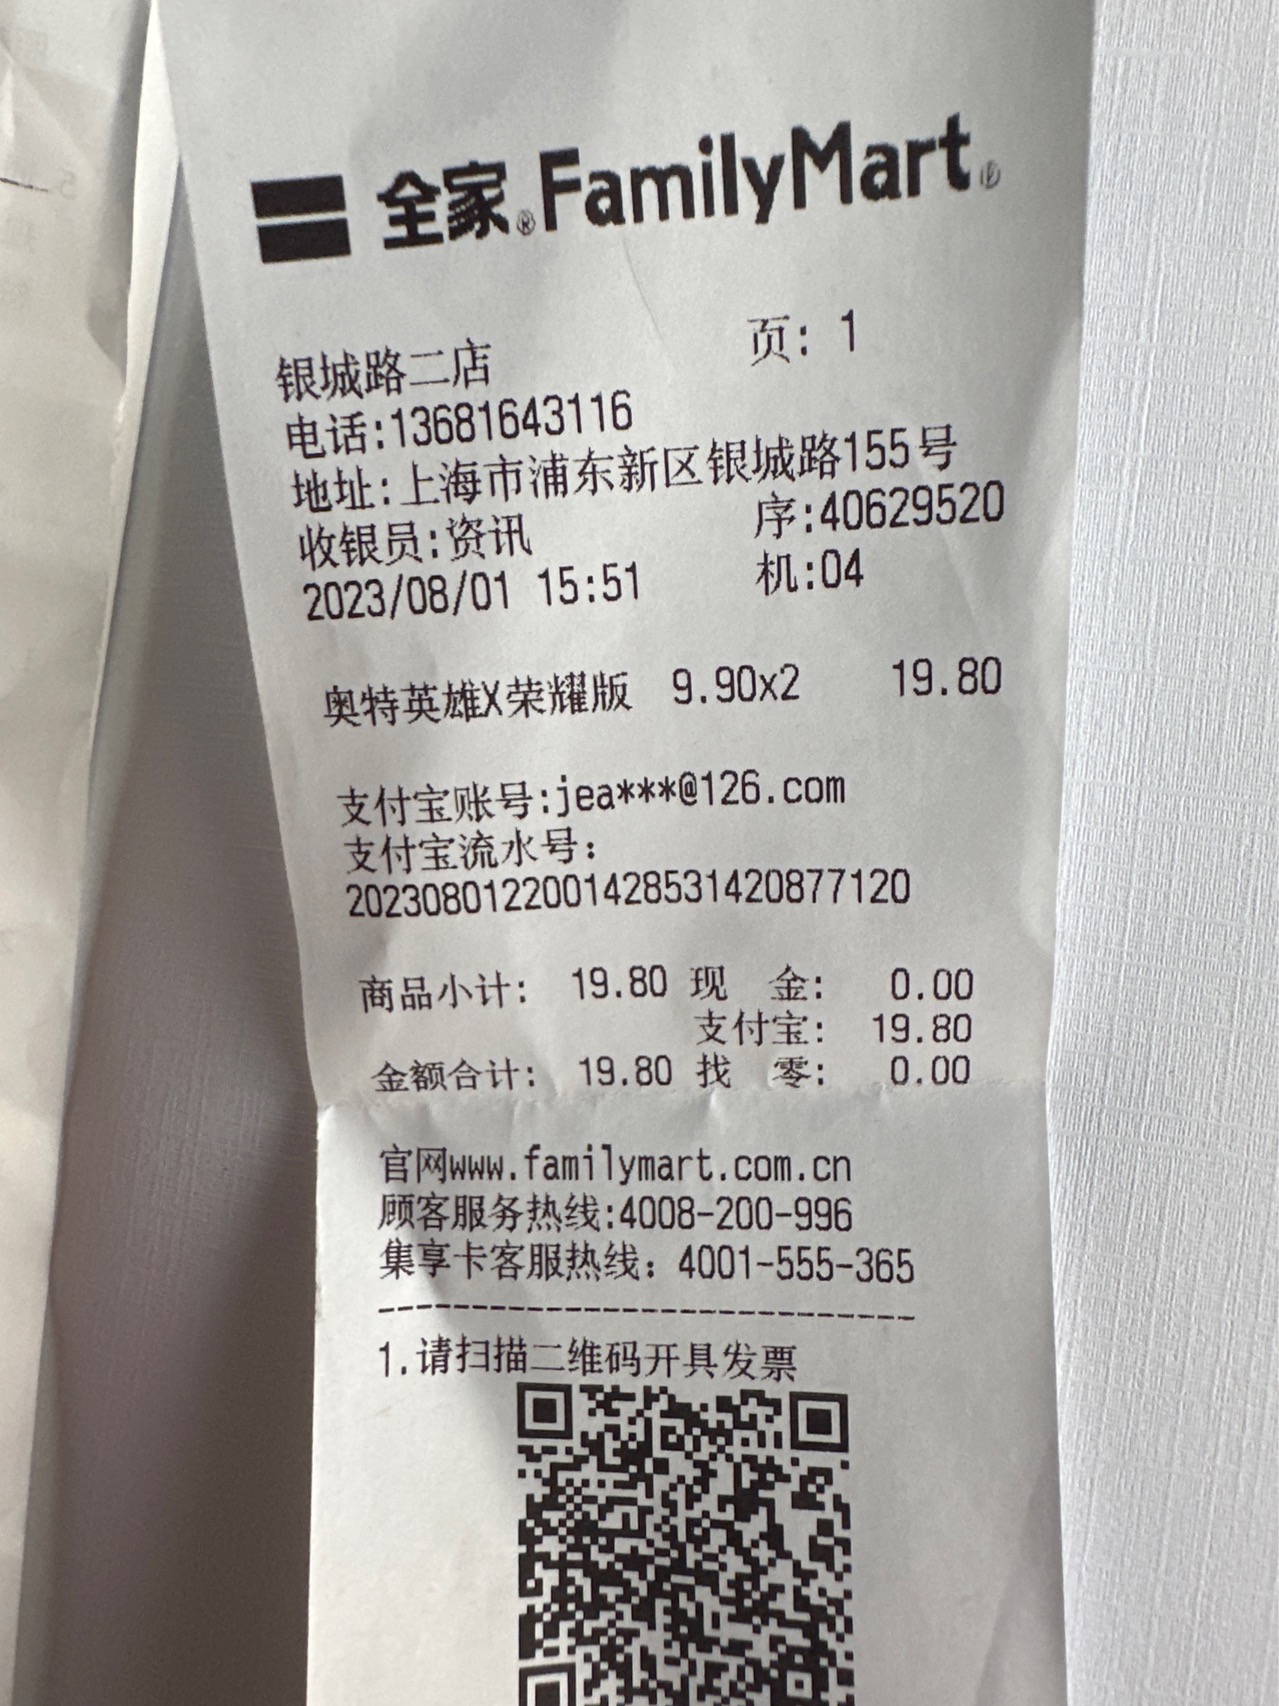 全家®FamilyMart®
银城路二店 页: 1
电话:13681643116
地址:上海市浦东新区银城路155号
收银员:资讯 序:40629520
2023/08/01 15:51 机:04
奥特英雄X荣耀版 9.90x2 19.80
支付宝账号:jea***@126.com
支付宝流水号:
2023080122001428531420877120
商品小计: 19.80 现 金: 0.00
支付宝: 19.80
金额合计: 19.80 找 零: 0.00
官网www.familymart.com.cn
顾客服务热线:4008-200-996
集享卡客服热线: 4001-555-365
--------------------------------
1.请扫描二维码开具发票